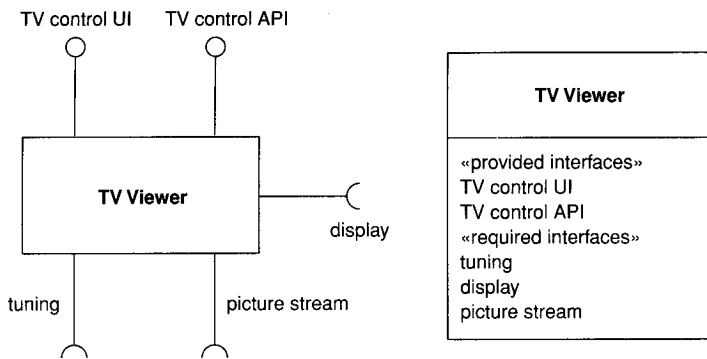 TV control UI
TV control API
TV Viewer
display
tuning
picture stream
TV Viewer
«provided interfaces»
TV control UI
TV control API
«required interfaces»
tuning
display
picture stream